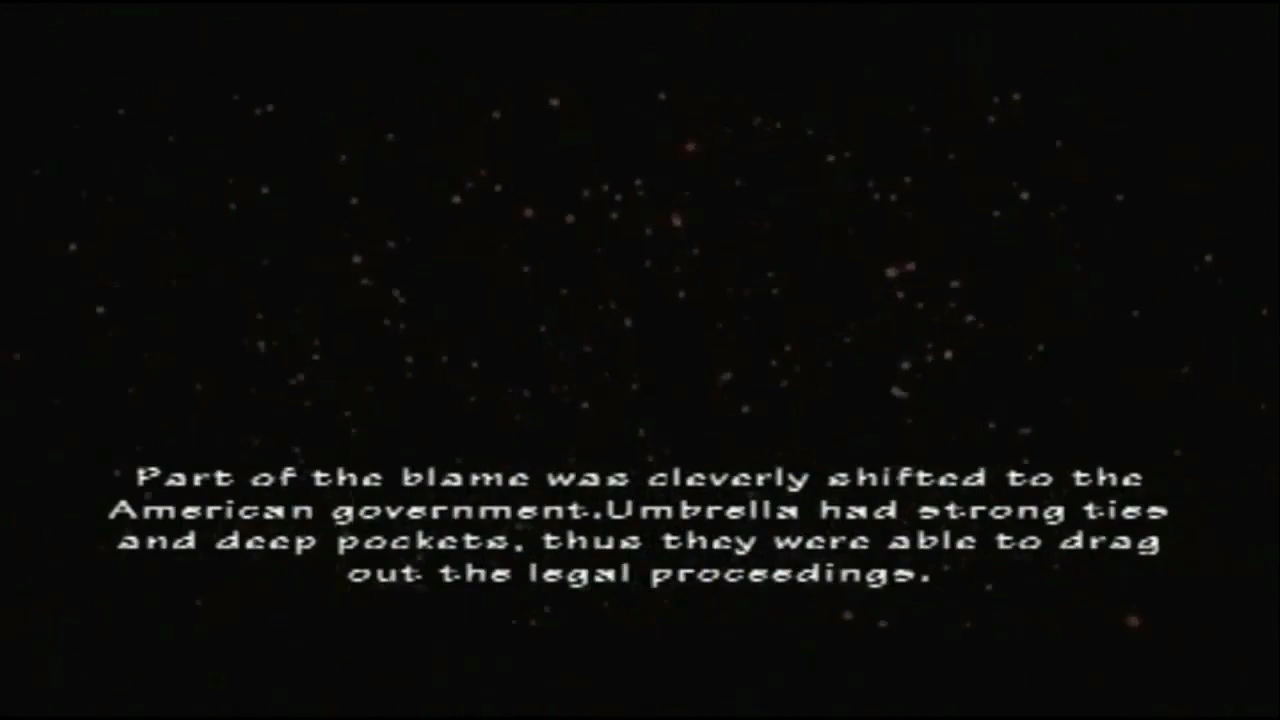 Part of the blame was cleverly shifted to the
American government.Umbrella had strong ties
and deep pockets, thus they were able to drag
out the legal proceedings.